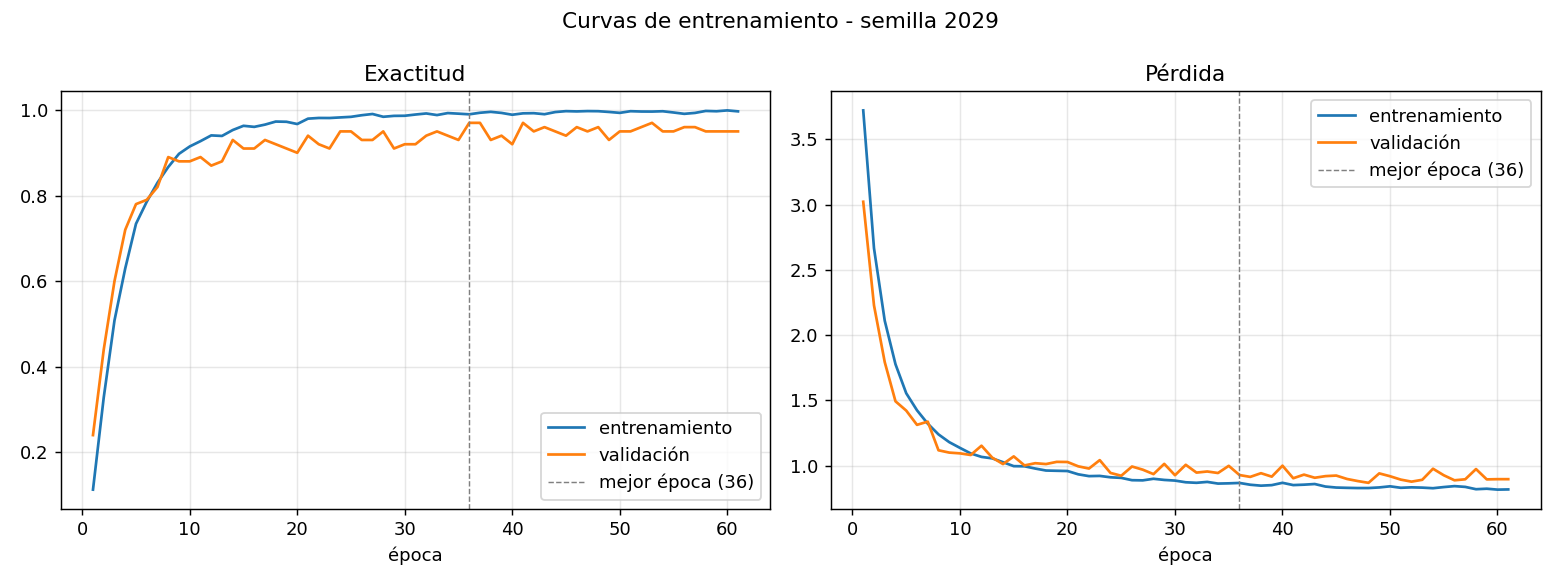 Curvas de entrenamiento - semilla 2029
Exactitud
1.0
0.8
0.6
0.4
0.2
entrenamiento
validación
mejor época (36)
0 10 20 30 40 50 60
época
Pérdida
3.5
3.0
2.5
2.0
1.5
1.0
entrenamiento
validación
mejor época (36)
0 10 20 30 40 50 60
época